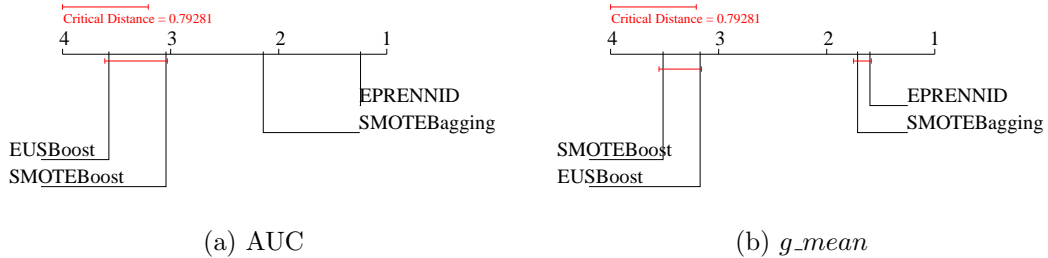 Critical Distance = 0.79281
4 3 2 1
EPRENNID
SMOTEBagging
EUSBoost
SMOTEBoost
(a) AUC
Critical Distance = 0.79281
4 3 2 1
EPRENNID
SMOTEBagging
SMOTEBoost
EUSBoost
(b) g_mean